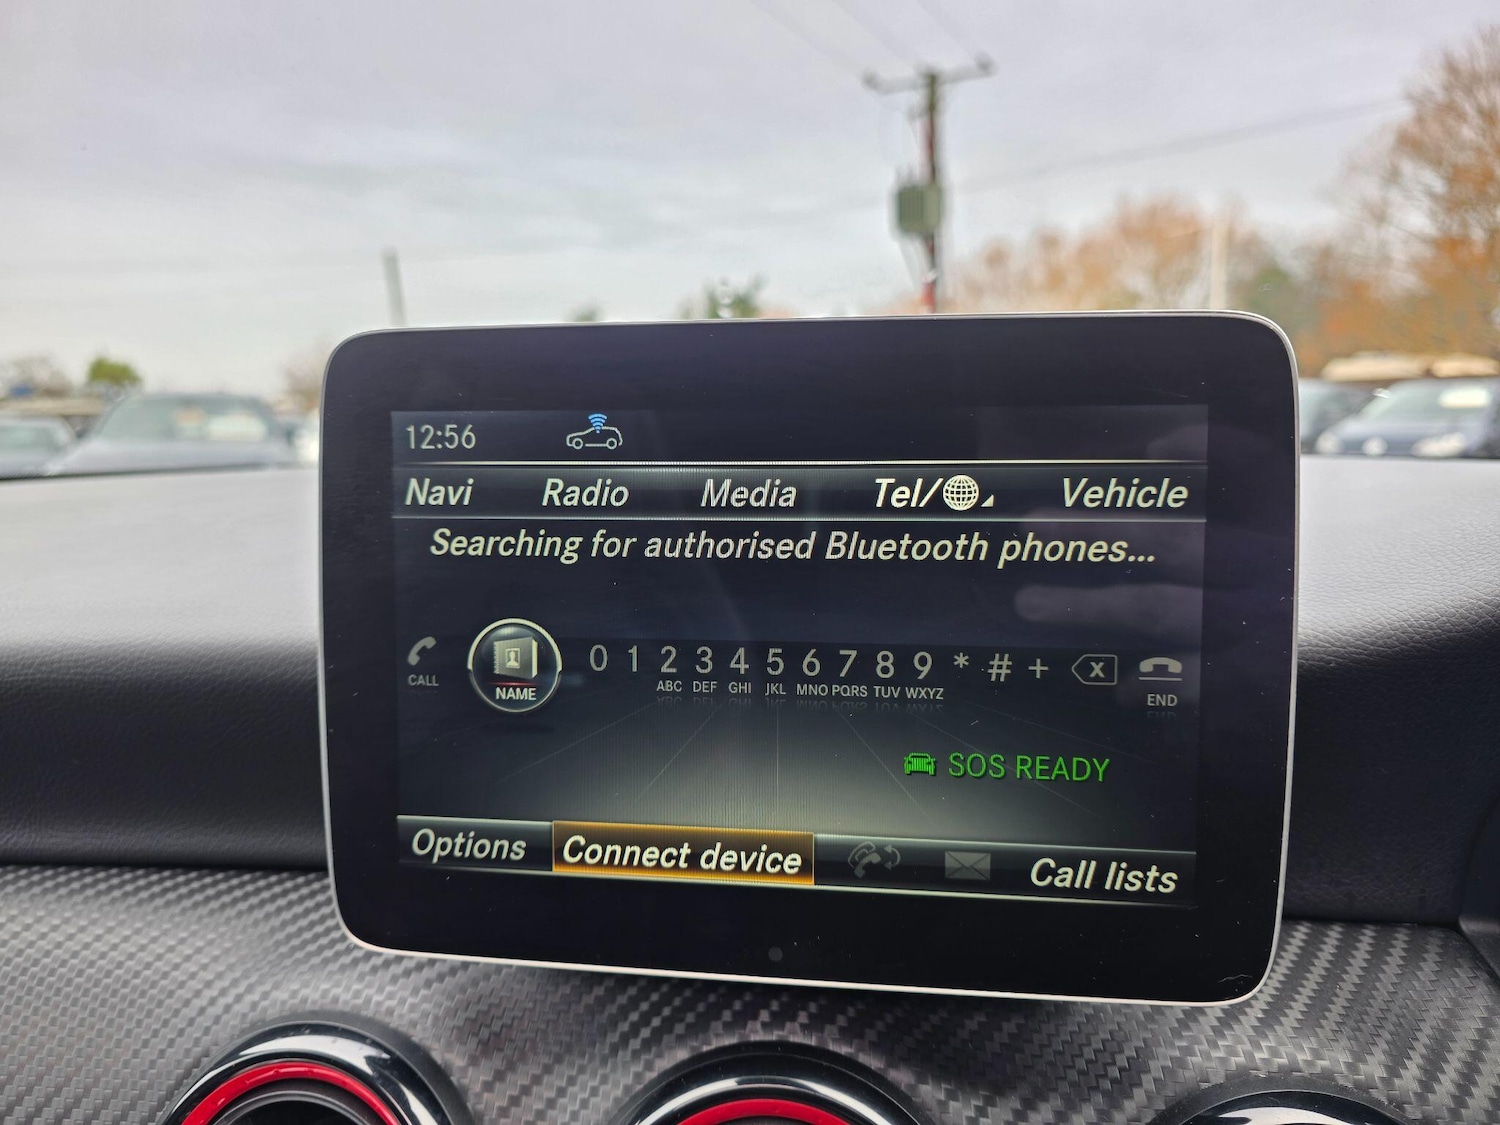 12:56
Navi Radio Media Tel/ Vehicle
Searching for authorised Bluetooth phones...
CALL NAME 0 1 2 3 4 5 6 7 8 9 * # + x END
ABC DEF GHI JKL MNO PQRS TUV WXYZ
SOS READY
Options Connect device Call lists